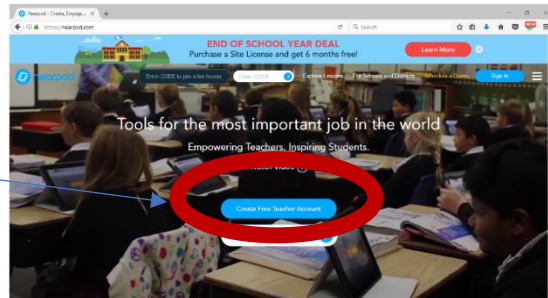 Nearpod - Create, Engage, ...
https://nearpod.com
Search
END OF SCHOOL YEAR DEAL
Purchase a Site License and get 6 months free!
Learn More
nearpod
Enter CODE to join a live lesson
Enter CODE
Explore Lessons
For Schools and Districts
Schedule a Demo
Sign In
Tools for the most important job in the world
Empowering Teachers, Inspiring Students.
Video
Create Free Teacher Account